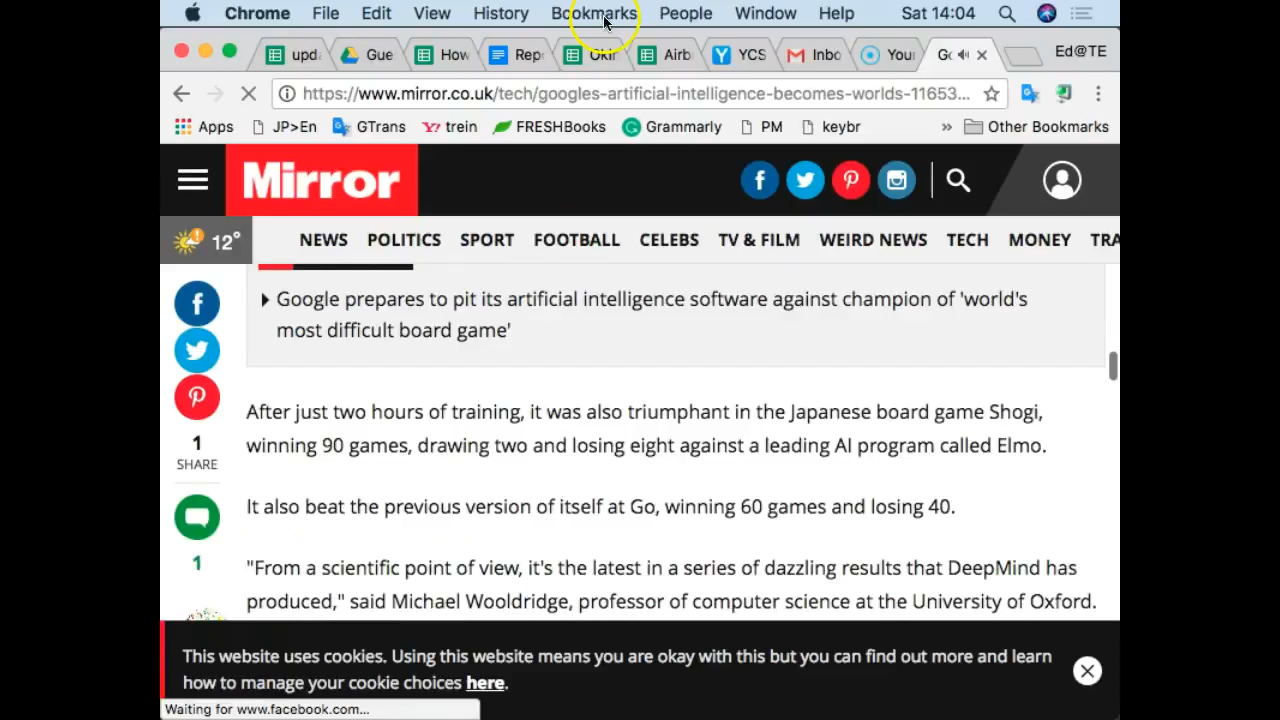 Chrome File Edit View History Bookmarks People Window Help Sat 14:04
upd Gue How Rep Okin Airb YCS Inbo Your Go Ed@TE
https://www.mirror.co.uk/tech/googles-artificial-intelligence-becomes-worlds-11653...
Apps JP>En GTrans Y! trein FRESHBooks Grammarly PM keybr » Other Bookmarks
Mirror
12°
NEWS POLITICS SPORT FOOTBALL CELEBS TV & FILM WEIRD NEWS TECH MONEY TRA
Google prepares to pit its artificial intelligence software against champion of 'world's
most difficult board game'
After just two hours of training, it was also triumphant in the Japanese board game Shogi,
winning 90 games, drawing two and losing eight against a leading AI program called Elmo.
1
SHARE
It also beat the previous version of itself at Go, winning 60 games and losing 40.
1
"From a scientific point of view, it's the latest in a series of dazzling results that DeepMind has
produced," said Michael Wooldridge, professor of computer science at the University of Oxford.
This website uses cookies. Using this website means you are okay with this but you can find out more and learn
how to manage your cookie choices here.
Waiting for www.facebook.com...